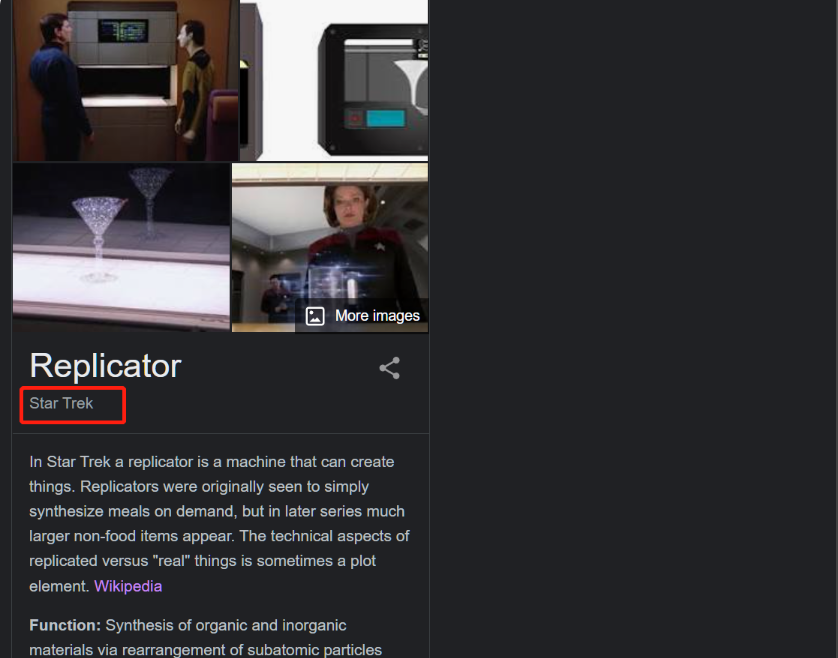 More images
Replicator
Star Trek
In Star Trek a replicator is a machine that can create
things. Replicators were originally seen to simply
synthesize meals on demand, but in later series much
larger non-food items appear. The technical aspects of
replicated versus "real" things is sometimes a plot
element. Wikipedia
Function: Synthesis of organic and inorganic
materials via rearrangement of subatomic particles